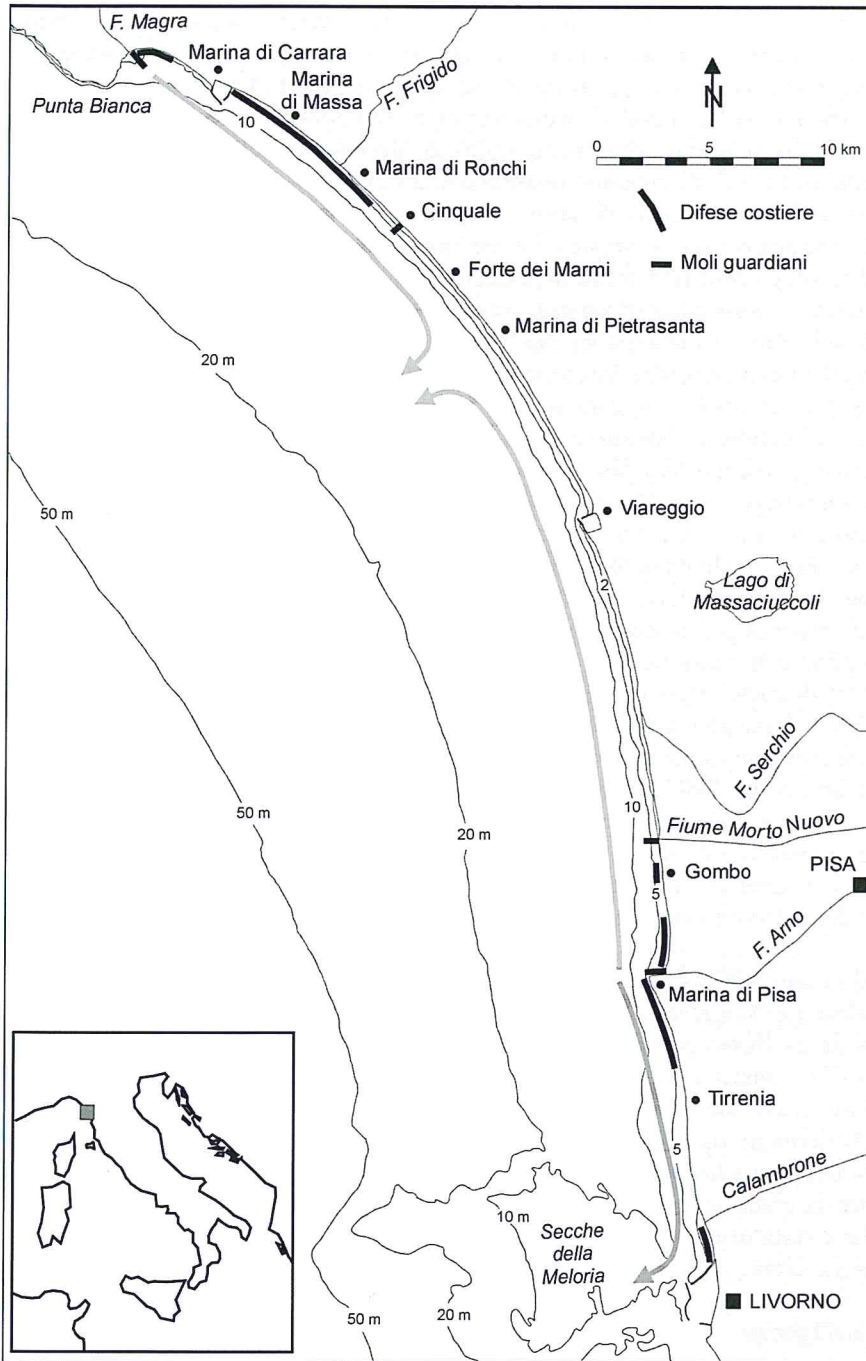 F. Magra
Marina di Carrara
Marina
di Massa
F. Frigido
Punta Bianca
10
N
0 5 10 km
Marina di Ronchi
Difese costiere
Cinquale
Moli guardiani
Forte dei Marmi
Marina di Pietrasanta
20 m
50 m
Viareggio
2
Lago di
Massaciuccoli
F. Serchio
50 m
20 m
10
Fiume Morto Nuovo
PISA
Gombo
5
F. Arno
Marina di Pisa
Tirrenia
5
Calambrone
10 m
Secche
della
Meloria
LIVORNO
50 m
20 m